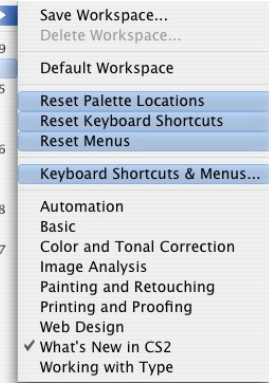 Save Workspace...
Delete Workspace...
Default Workspace
Reset Palette Locations
Reset Keyboard Shortcuts
Reset Menus
Keyboard Shortcuts & Menus...
Automation
Basic
Color and Tonal Correction
Image Analysis
Painting and Retouching
Printing and Proofing
Web Design
✓ What's New in CS2
Working with Type